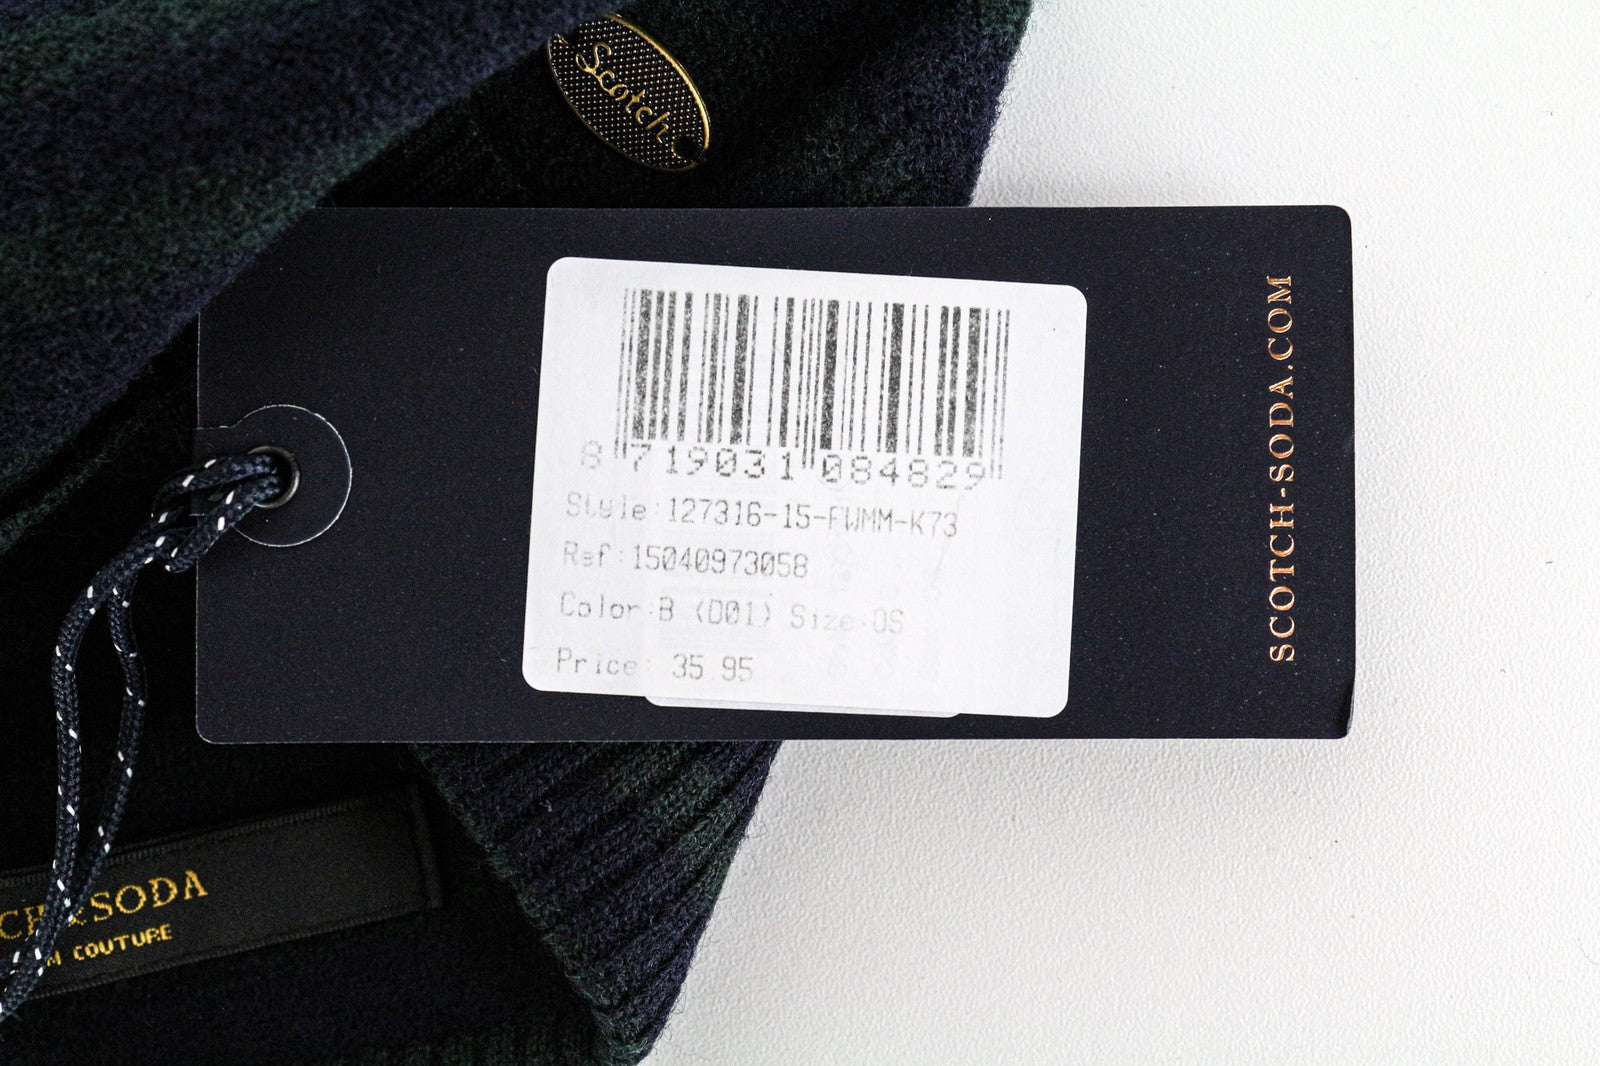 Scotch
8 719031 084829
Style:127316-15-FWMM-K73
Ref:15040973058
Color:B (D01) Size:OS
Price: 35.95
SCOTCH-SODA.COM
SODA
COUTURE